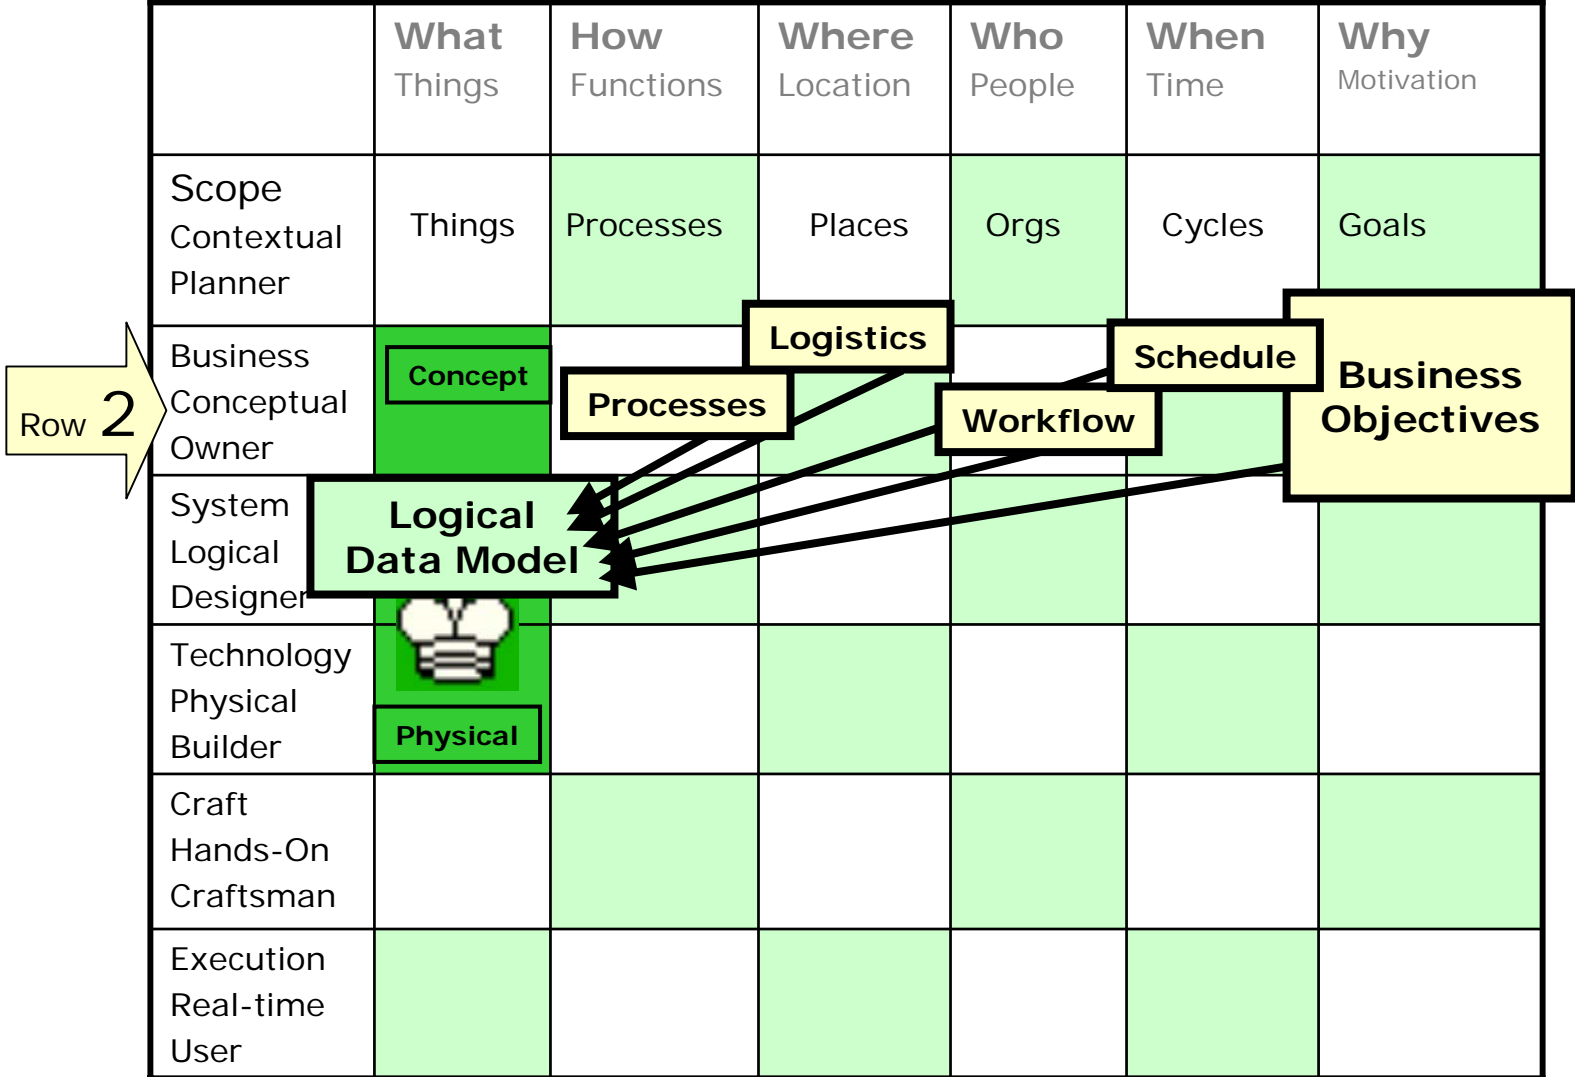 What
How
Where
Who
When
Why
Things
Functions
Location
People
Time
Motivation
Scope
Contextual
Planner
Things
Processes
Places
Orgs
Cycles
Goals
Row 2
Business
Conceptual
Owner
Concept
Processes
Logistics
Workflow
Schedule
Business
Objectives
System
Logical
Designer
Logical
Data Model
Technology
Physical
Builder
Physical
Craft
Hands-On
Craftsman
Execution
Real-time
User